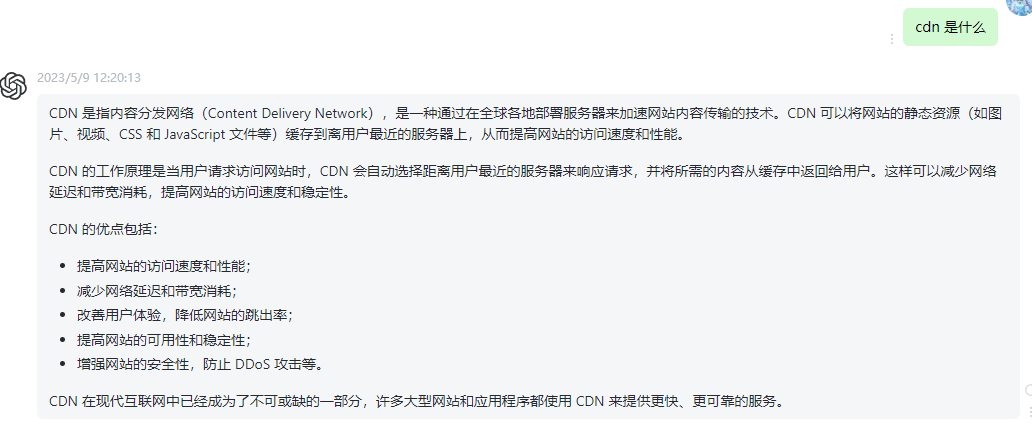 cdn 是什么
2023/5/9 12:20:13
CDN 是指内容分发网络（Content Delivery Network），是一种通过在全球各地部署服务器来加速网站内容传输的技术。CDN 可以将网站的静态资源（如图
片、视频、CSS 和 JavaScript 文件等）缓存到离用户最近的服务器上，从而提高网站的访问速度和性能。
CDN 的工作原理是当用户请求访问网站时，CDN 会自动选择距离用户最近的服务器来响应请求，并将所需的内容从缓存中返回给用户。这样可以减少网络
延迟和带宽消耗，提高网站的访问速度和稳定性。
CDN 的优点包括：
• 提高网站的访问速度和性能；
• 减少网络延迟和带宽消耗；
• 改善用户体验，降低网站的跳出率；
• 提高网站的可用性和稳定性；
• 增强网站的安全性，防止 DDoS 攻击等。
CDN 在现代互联网中已经成为了不可或缺的一部分，许多大型网站和应用程序都使用 CDN 来提供更快、更可靠的服务。